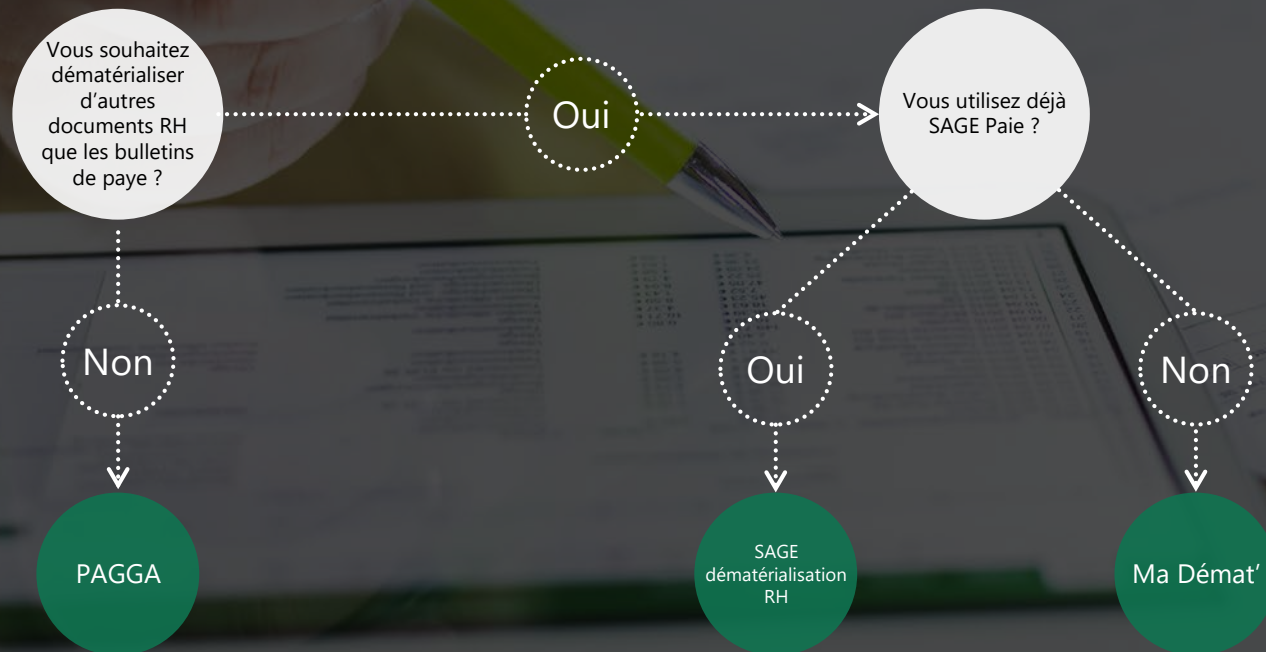 Vous souhaitez
dématérialiser
d'autres
documents RH
que les bulletins
de paye ?
Oui
Vous utilisez déjà
SAGE Paie ?
Non
Oui
Non
PAGGA
SAGE
dématérialisation
RH
Ma Démat’